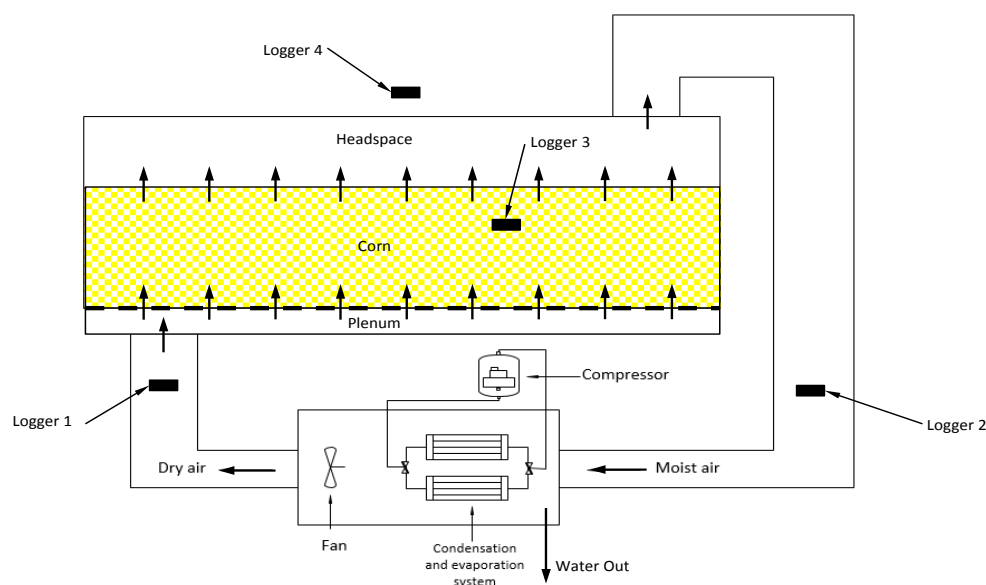 Logger 4
Headspace
Logger 3
Corn
Plenum
Compressor
Logger 1
Logger 2
Dry air
Moist air
Fan
Condensation
and evaporation
system
Water Out